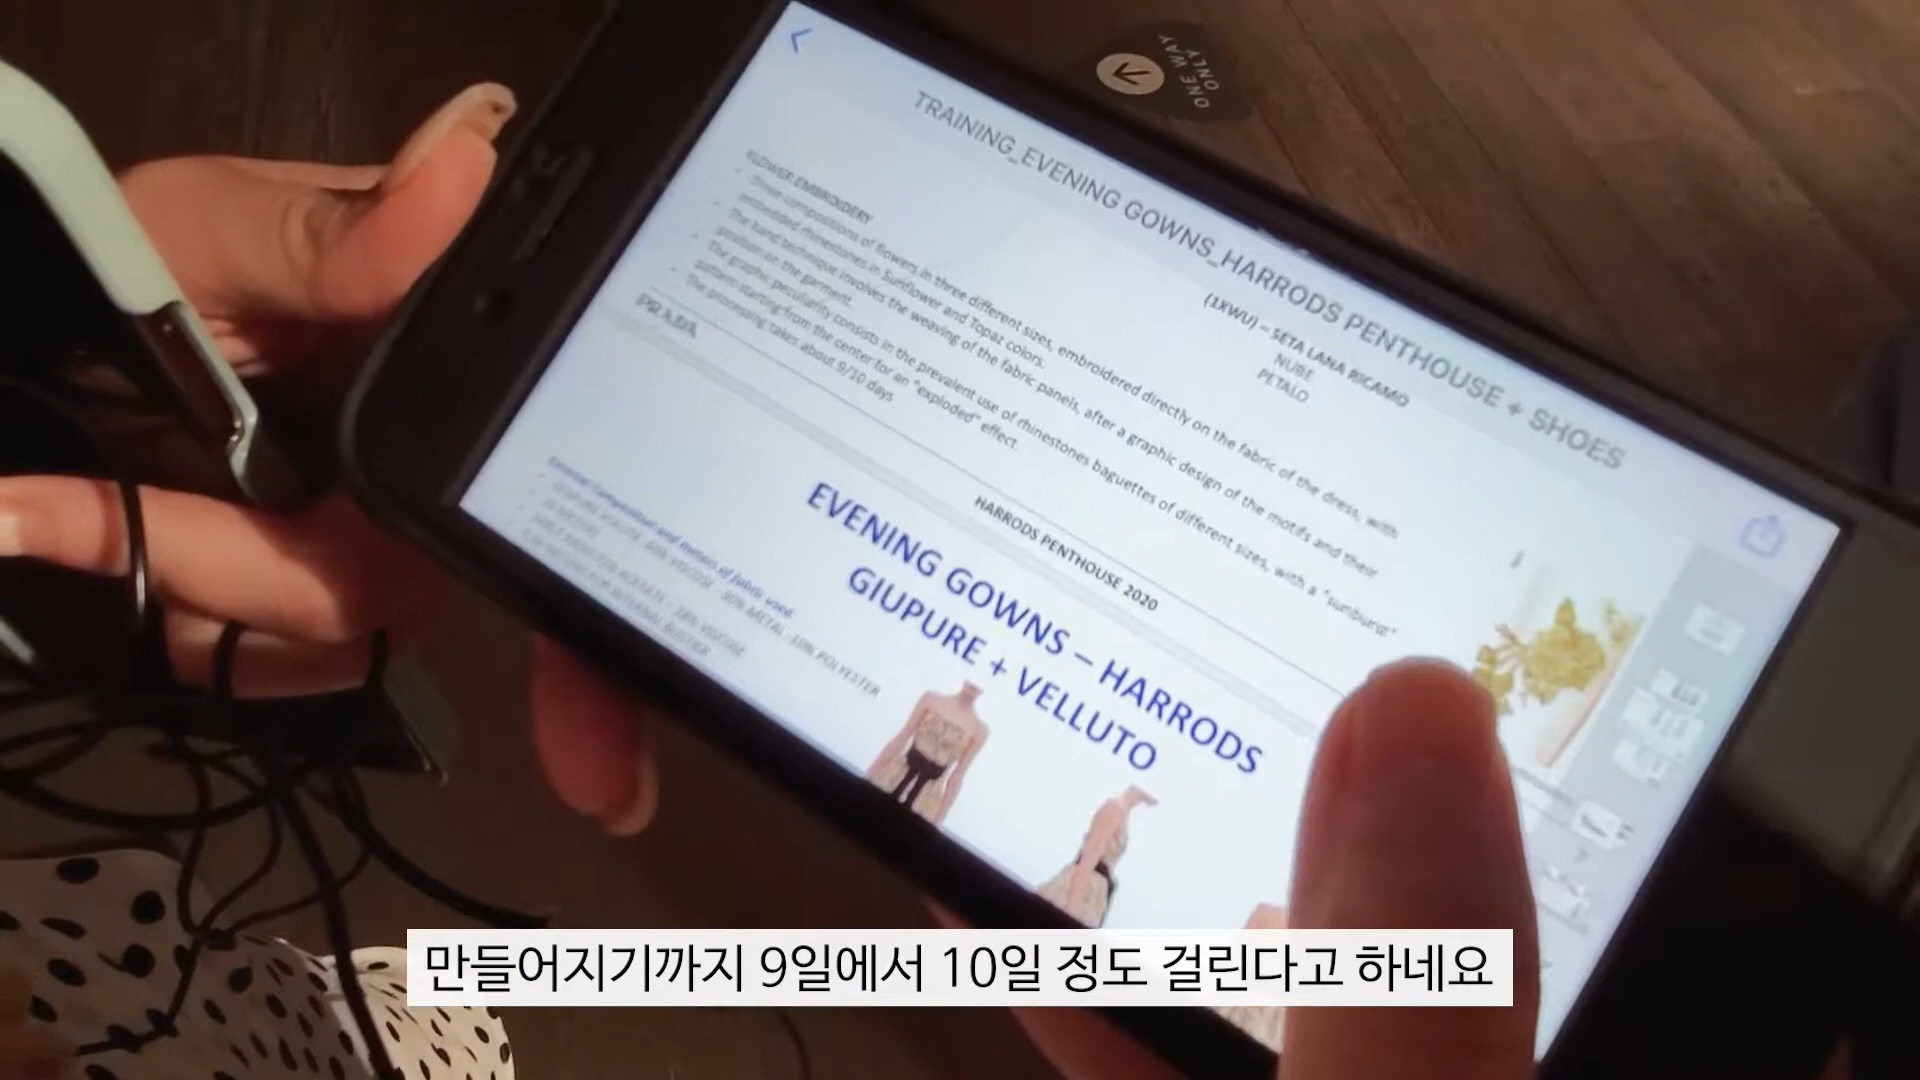 ONE WAY
ONLY
TRAINING_EVENING GOWNS_HARRODS PENTHOUSE + SHOES
(1XWU) – SETA LANA RICAMO
NUBE
PETALO
FLOWER EMBROIDERY
Three compositions of flowers in three different sizes, embroidered directly on the fabric of the dress, with
embedded rhinestones in Sunflower and Topaz colors.
The hand technique involves the weaving of the fabric panels, after a graphic design of the motifs and their
position on the garment.
The graphic peculiarity consists in the prevalent use of rhinestones baguettes of different sizes, with a "sunburst"
pattern starting from the center for an "exploded" effect.
The processing takes about 9/10 days
PRADA
HARRODS PENTHOUSE 2020
EVENING GOWNS – HARRODS
GIUPURE + VELLUTO
만들어지기까지 9일에서 10일 정도 걸린다고 하네요